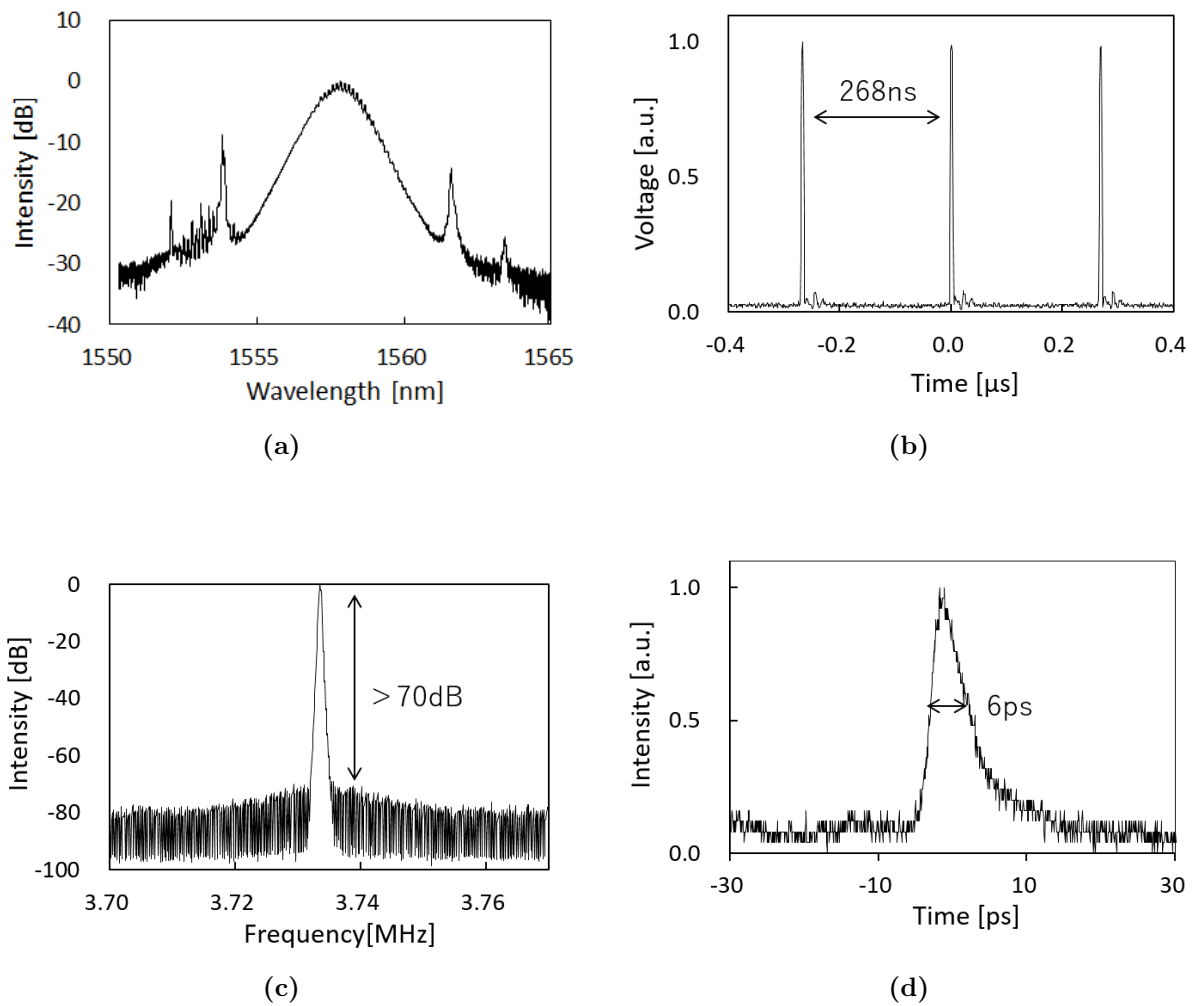 10
0
-10
-20
-30
-40
Intensity [dB]
1550
1555
1560
1565
Wavelength [nm]
(a)
1.0
0.5
0.0
Voltage [a.u.]
268ns
-0.4
-0.2
0.0
0.2
0.4
Time [μs]
(b)
0
-20
-40
-60
-80
-100
Intensity [dB]
>70dB
3.70
3.72
3.74
3.76
Frequency[MHz]
(c)
1.0
0.5
0.0
Intensity [a.u.]
6ps
-30
-10
10
30
Time [ps]
(d)